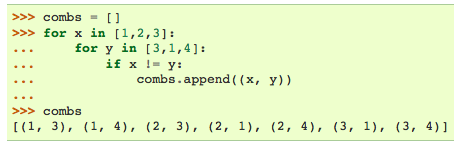 >>> combs = []
>>> for x in [1,2,3]:
...     for y in [3,1,4]:
...         if x != y:
...             combs.append((x, y))
...
>>> combs
[(1, 3), (1, 4), (2, 3), (2, 1), (2, 4), (3, 1), (3, 4)]